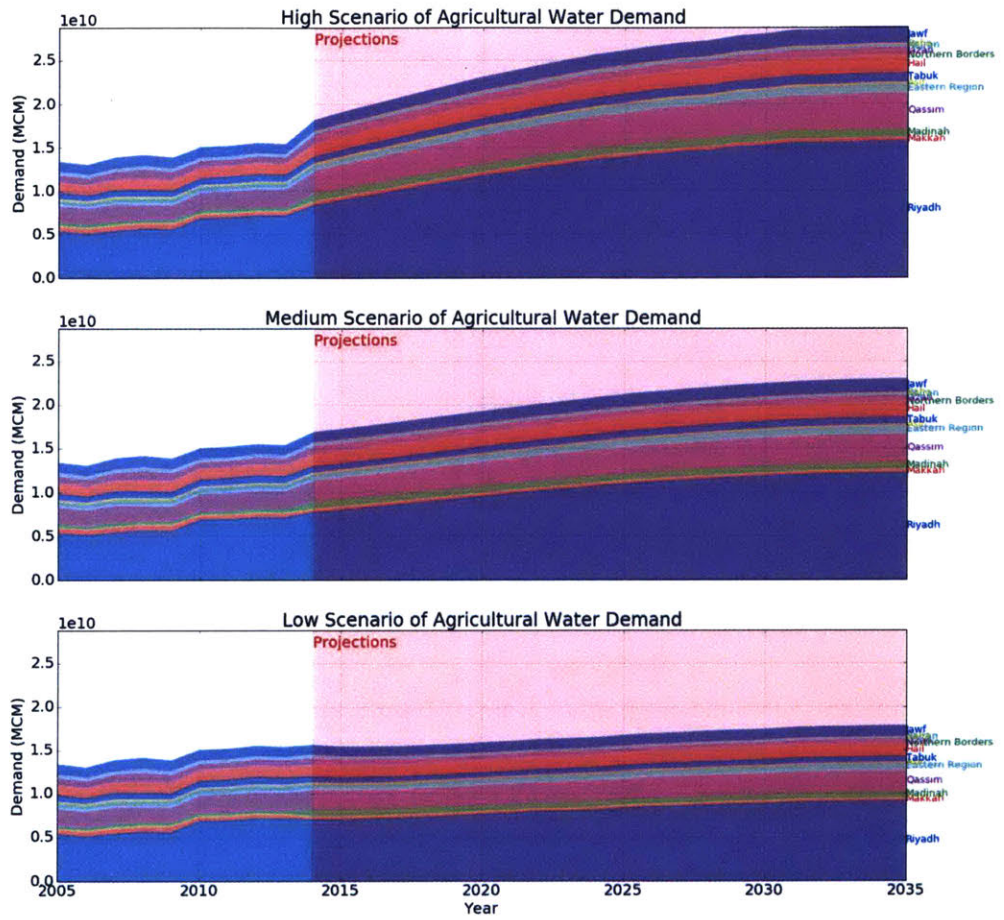 High Scenario of Agricultural Water Demand
1e10
Projections
2.5
2.0
1.5
1.0
0.5
0.0
Demand (MCM)
Jawf
Northern Borders
Hail
Tabuk
Eastern Region
Qassim
Madinah
Makkah
Riyadh
Medium Scenario of Agricultural Water Demand
1e10
Projections
2.5
2.0
1.5
1.0
0.5
0.0
Demand (MCM)
Jawf
Northern Borders
Hail
Tabuk
Eastern Region
Qassim
Madinah
Makkah
Riyadh
Low Scenario of Agricultural Water Demand
1e10
Projections
2.5
2.0
1.5
1.0
0.5
0.0
Demand (MCM)
Jawf
Northern Borders
Hail
Tabuk
Eastern Region
Qassim
Madinah
Makkah
Riyadh
2005 2010 2015 2020 2025 2030 2035
Year